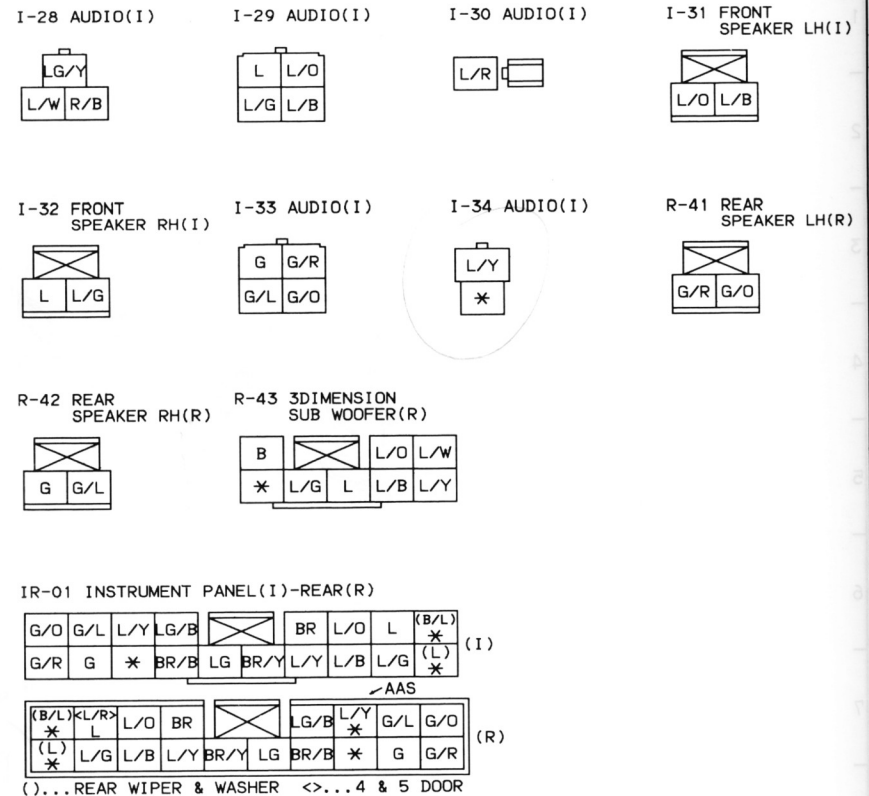 I-28 AUDIO(I)
I-29 AUDIO(I)
I-30 AUDIO(I)
I-31 FRONT
SPEAKER LH(I)
LG/Y
L/W R/B
L L/O
L/G L/B
L/R
L/O L/B
I-32 FRONT
SPEAKER RH(I)
I-33 AUDIO(I)
I-34 AUDIO(I)
R-41 REAR
SPEAKER LH(R)
L L/G
G G/R
G/L G/O
L/Y
*
G/R G/O
R-42 REAR
SPEAKER RH(R)
R-43 3DIMENSION
SUB WOOFER(R)
G G/L
B L/O L/W
* L/G L L/B L/Y
IR-01 INSTRUMENT PANEL(I)-REAR(R)
G/O G/L L/Y LG/B BR L/O L (B/L) *
G/R G * BR/B LG BR/Y L/Y L/B L/G (L) *
(I)
AAS
(B/L) * <L/R> L L/O BR LG/B L/Y * G/L G/O
(L) * L/G L/B L/Y BR/Y LG BR/B * G G/R
(R)
()...REAR WIPER & WASHER <>...4 & 5 DOOR